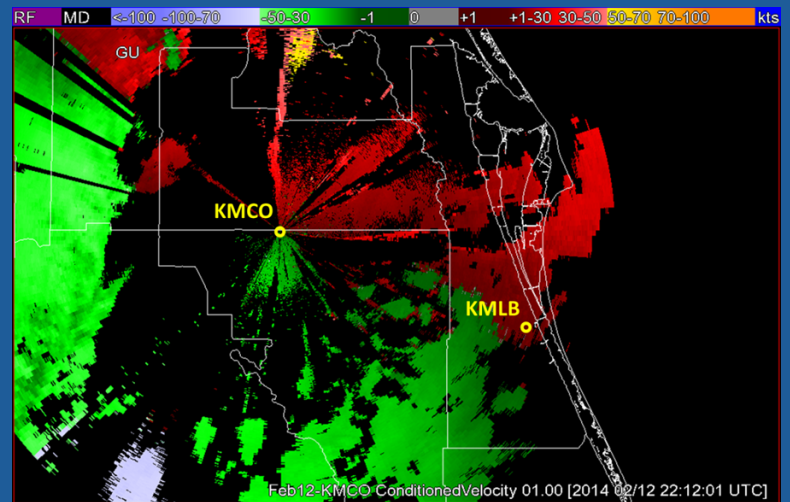 RF MD <-100 -100-70 -50-30 -1 0 +1 +1-30 30-50 50-70 70-100 kts
GU
KMCO
KMLB
Feb12-KMCO ConditionedVelocity 01.00 [2014 02/12 22:12:01 UTC]